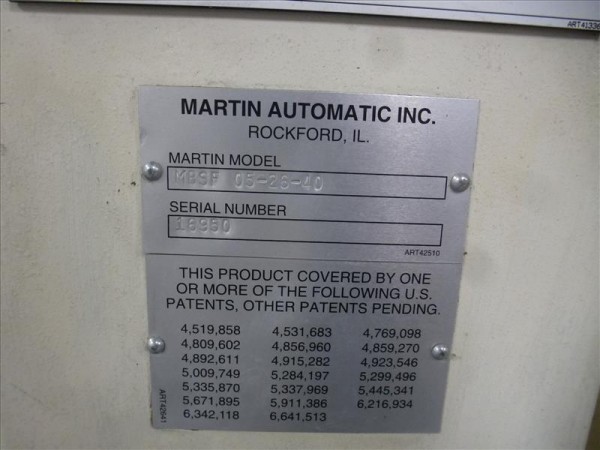 ART41336
MARTIN AUTOMATIC INC.
ROCKFORD, IL.
MARTIN MODEL
MBSF 05-26-40
SERIAL NUMBER
ART42510
THIS PRODUCT COVERED BY ONE
OR MORE OF THE FOLLOWING U.S.
PATENTS, OTHER PATENTS PENDING.
4,519,858 4,531,683 4,769,098
4,809,602 4,856,960 4,859,270
4,892,611 4,915,282 4,923,546
5,009,749 5,284,197 5,299,496
5,335,870 5,337,969 5,445,341
5,671,895 5,911,386 6,216,934
6,342,118 6,641,513